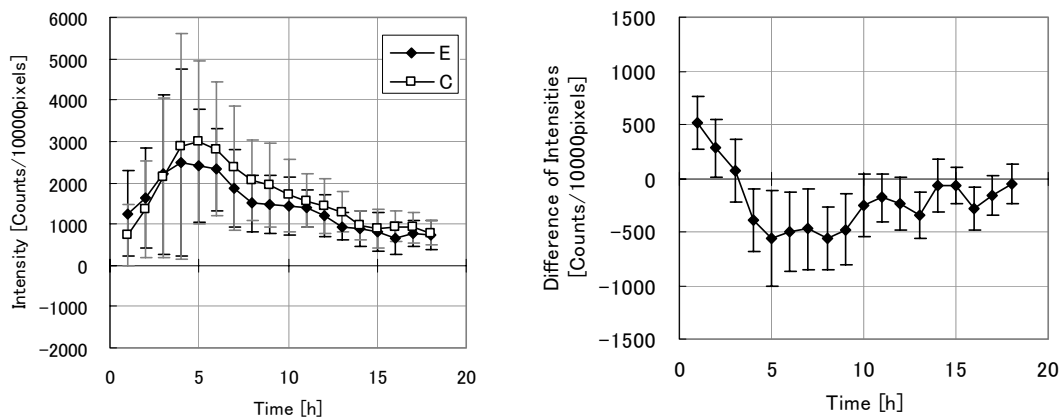 6000
5000
4000
3000
2000
1000
0
−1000
−2000
0 5 10 15 20
Time [h]
Intensity [Counts/10000pixels]
E
C
1500
1000
500
0
−500
−1000
−1500
0 5 10 15 20
Time [h]
Difference of Intensities
[Counts/10000pixels]